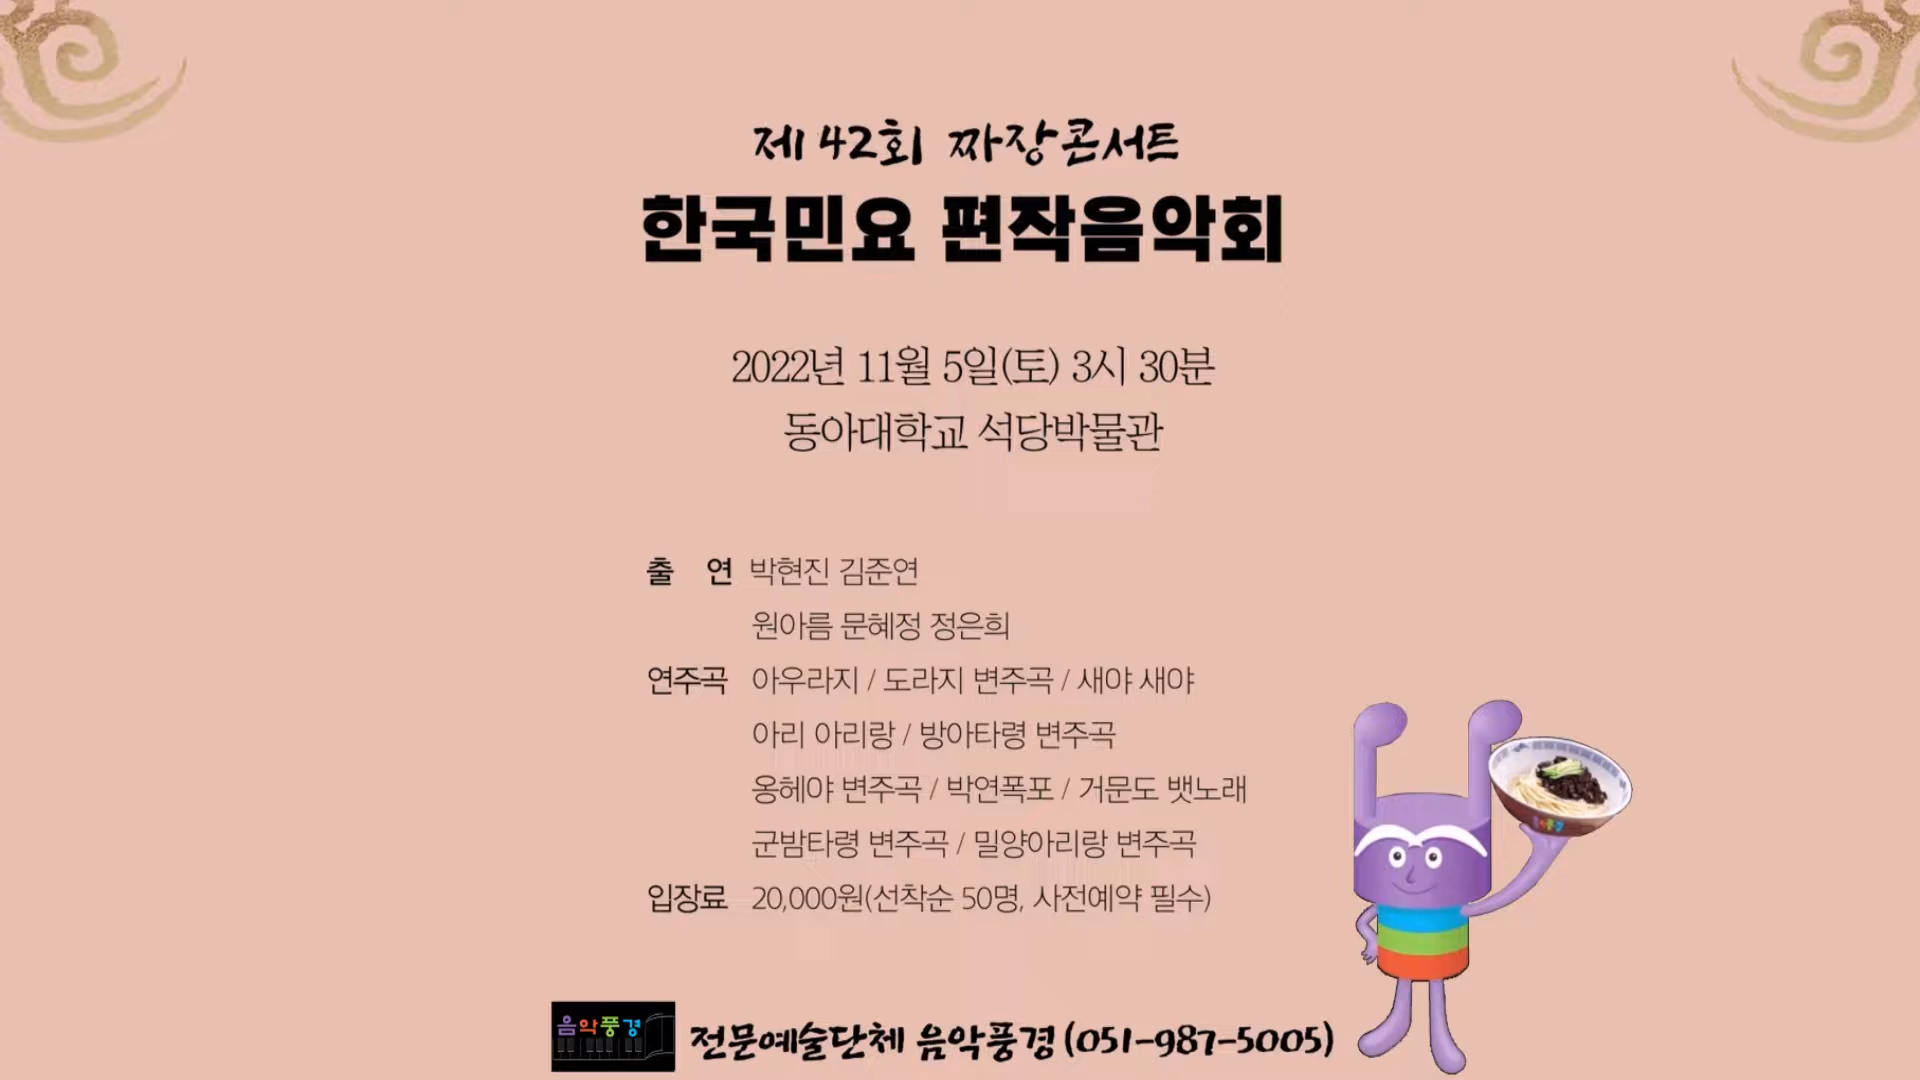 제42회 짜장콘서트
한국민요 편작음악회
2022년 11월 5일(토) 3시 30분
동아대학교 석당박물관
출 연 박현진 김준연
원아름 문혜정 정은희
연주곡 아우라지 / 도라지 변주곡 / 새야 새야
아리 아리랑 / 방아타령 변주곡
옹헤야 변주곡 / 박연폭포 / 거문도 뱃노래
군밤타령 변주곡 / 밀양아리랑 변주곡
입장료 20,000원(선착순 50명, 사전예약 필수)
음악풍경
전문예술단체 음악풍경 (051-987-5005)
음악풍경